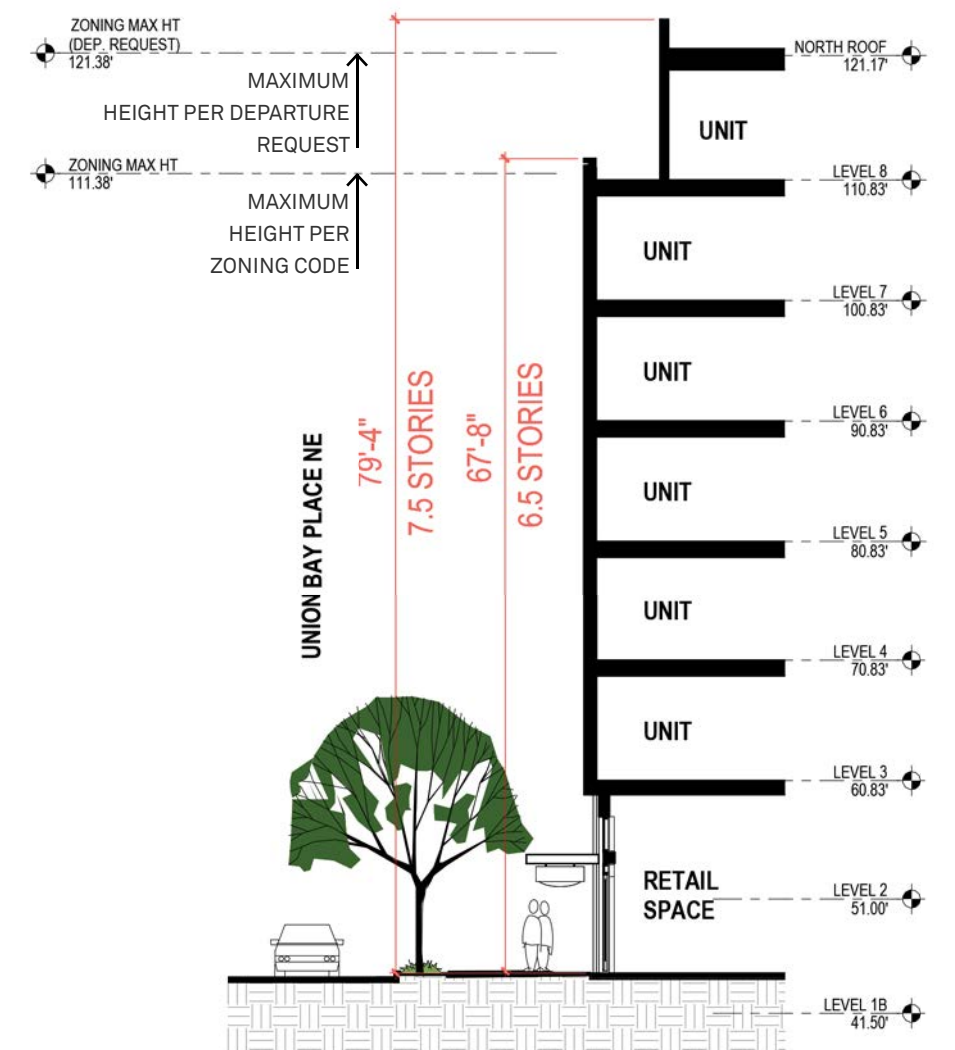 ZONING MAX HT
(DEP. REQUEST)
121.38'
MAXIMUM
HEIGHT PER DEPARTURE
REQUEST
ZONING MAX HT
111.38'
MAXIMUM
HEIGHT PER
ZONING CODE
UNION BAY PLACE NE
79'-4"
7.5 STORIES
67'-8"
6.5 STORIES
NORTH ROOF
121.17'
UNIT
LEVEL 8
110.83'
UNIT
LEVEL 7
100.83'
UNIT
LEVEL 6
90.83'
UNIT
LEVEL 5
80.83'
UNIT
LEVEL 4
70.83'
UNIT
LEVEL 3
60.83'
RETAIL
SPACE
LEVEL 2
51.00'
LEVEL 1B
41.50'